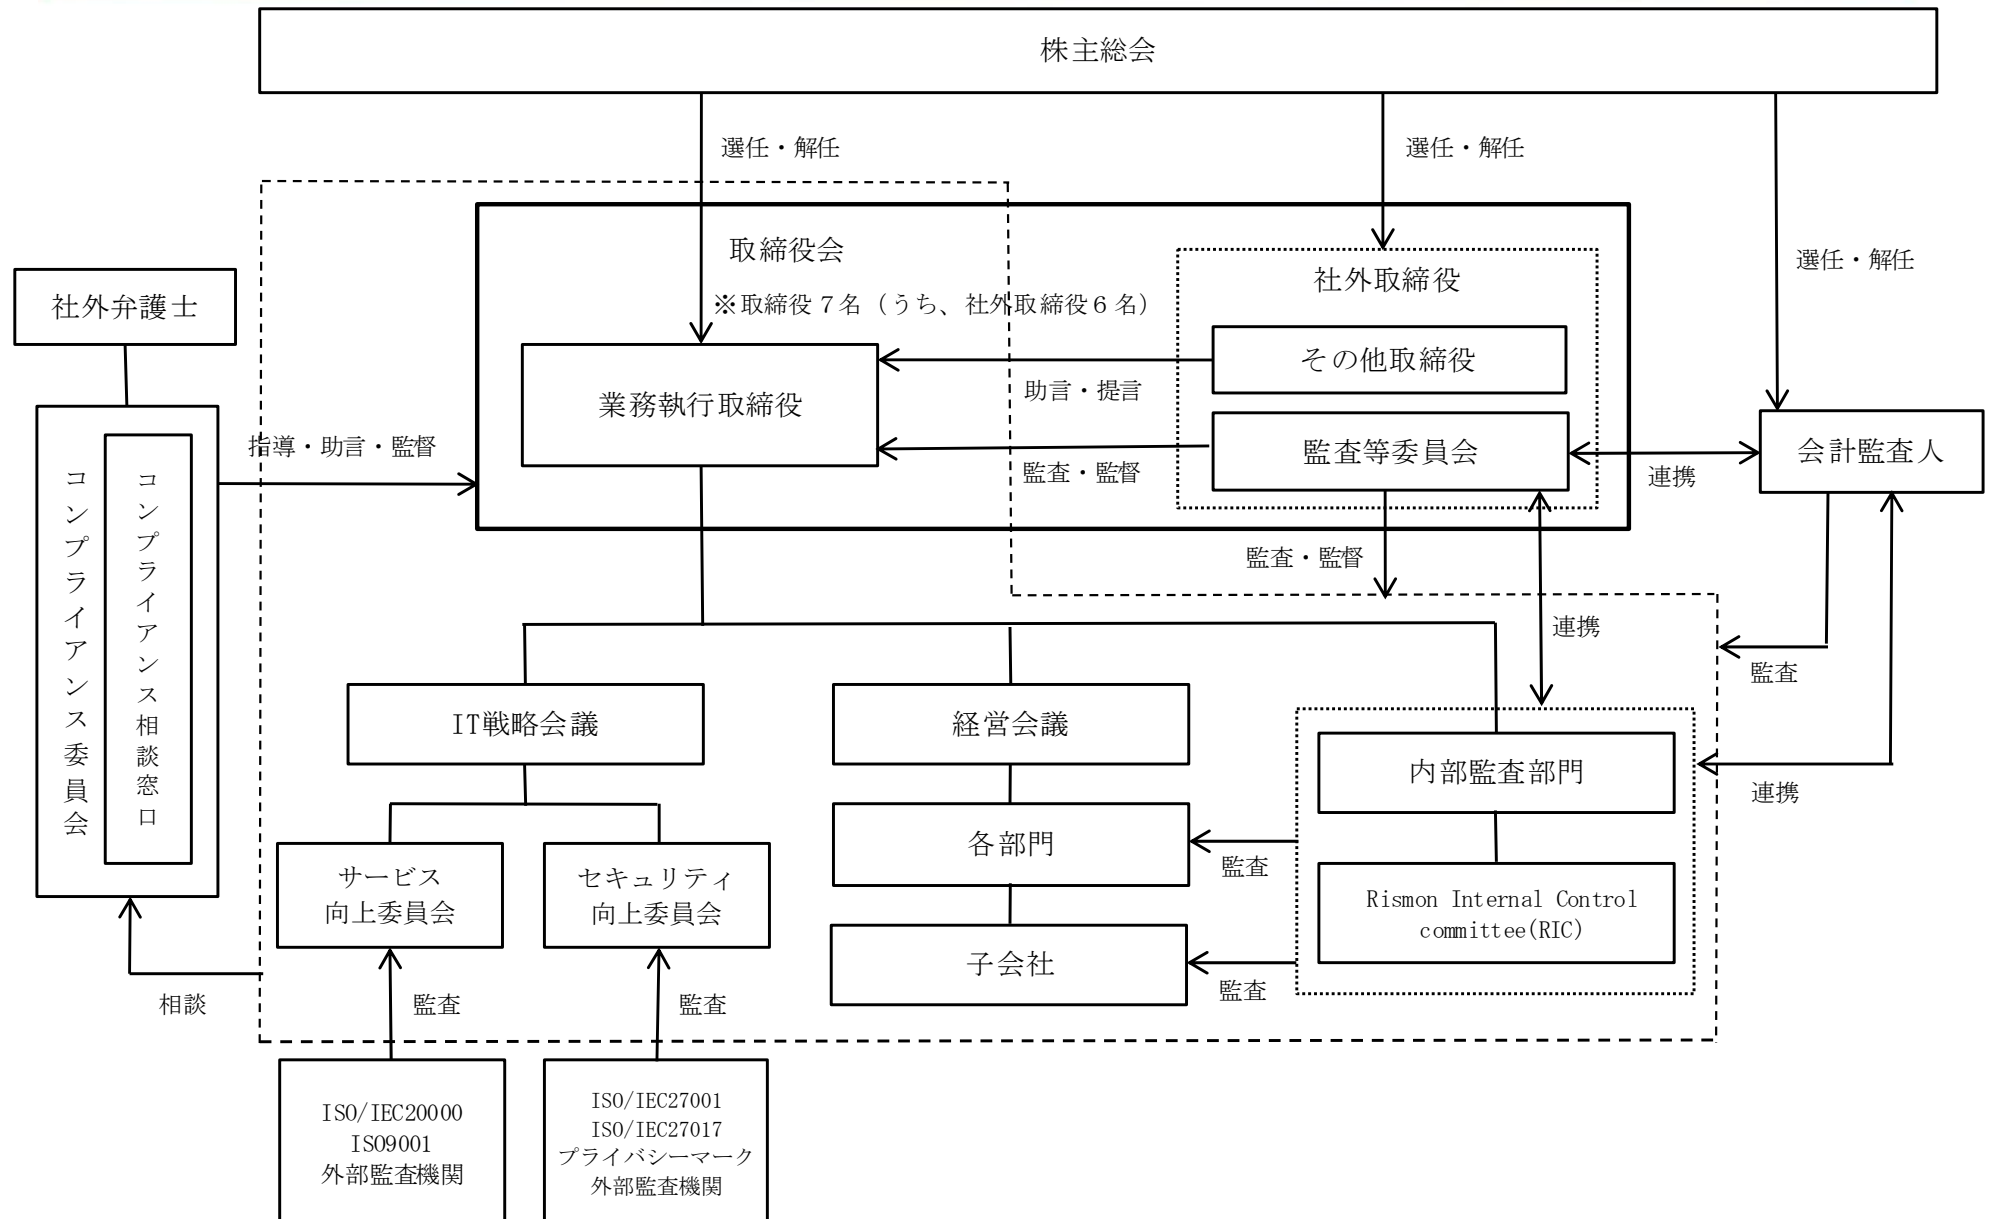 株主総会
選任・解任
選任・解任
選任・解任
取締役会
※取締役７名（うち、社外取締役６名）
社外取締役
その他取締役
監査等委員会
業務執行取締役
助言・提言
監査・監督
連携
会計監査人
社外弁護士
コンプライアンス委員会
コンプライアンス相談窓口
指導・助言・監督
監査・監督
連携
監査
連携
IT戦略会議
経営会議
内部監査部門
各部門
監査
サービス
向上委員会
セキュリティ
向上委員会
Rismon Internal Control
committee(RIC)
子会社
監査
相談
監査
監査
ISO/IEC20000
ISO9001
外部監査機関
ISO/IEC27001
ISO/IEC27017
プライバシーマーク
外部監査機関